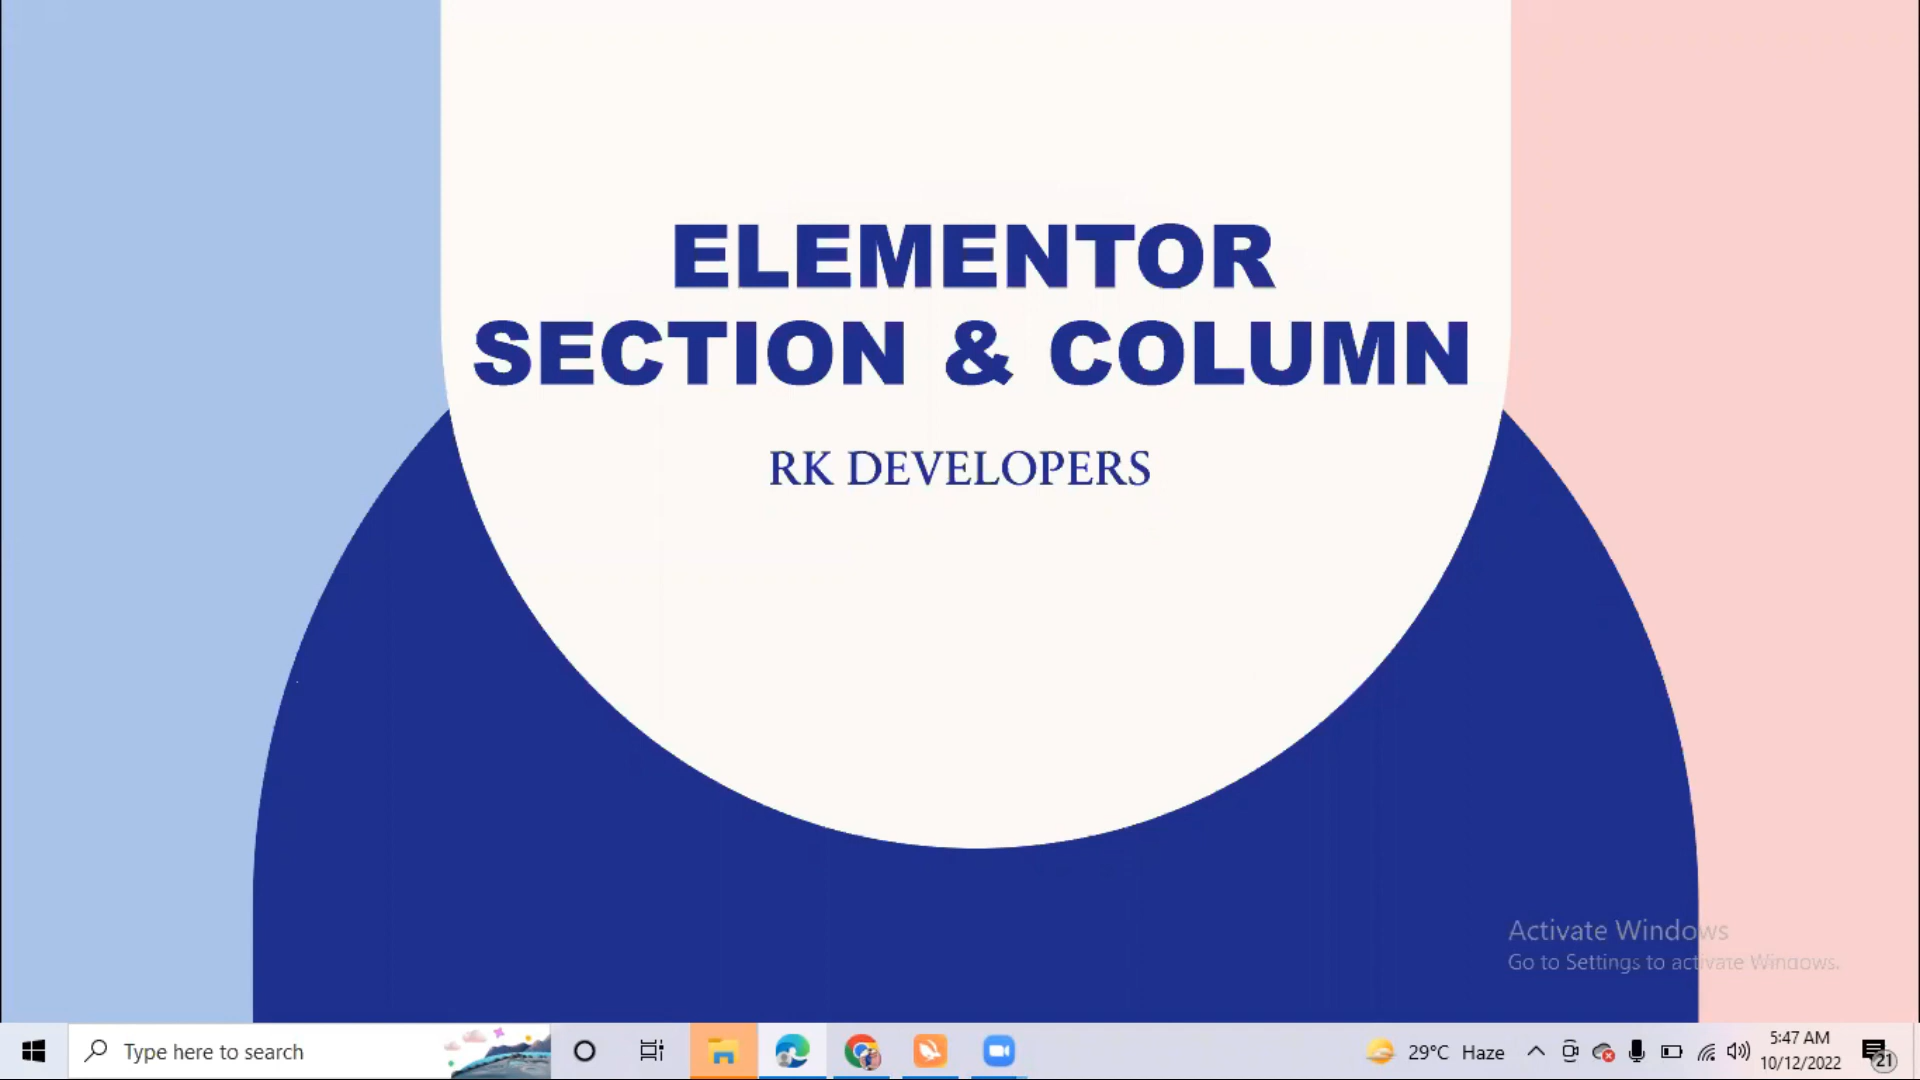 ELEMENTOR
SECTION & COLUMN
RK DEVELOPERS
Activate Windows
Go to Settings to activate Windows.
Type here to search
29°C Haze
5:47 AM
10/12/2022
21